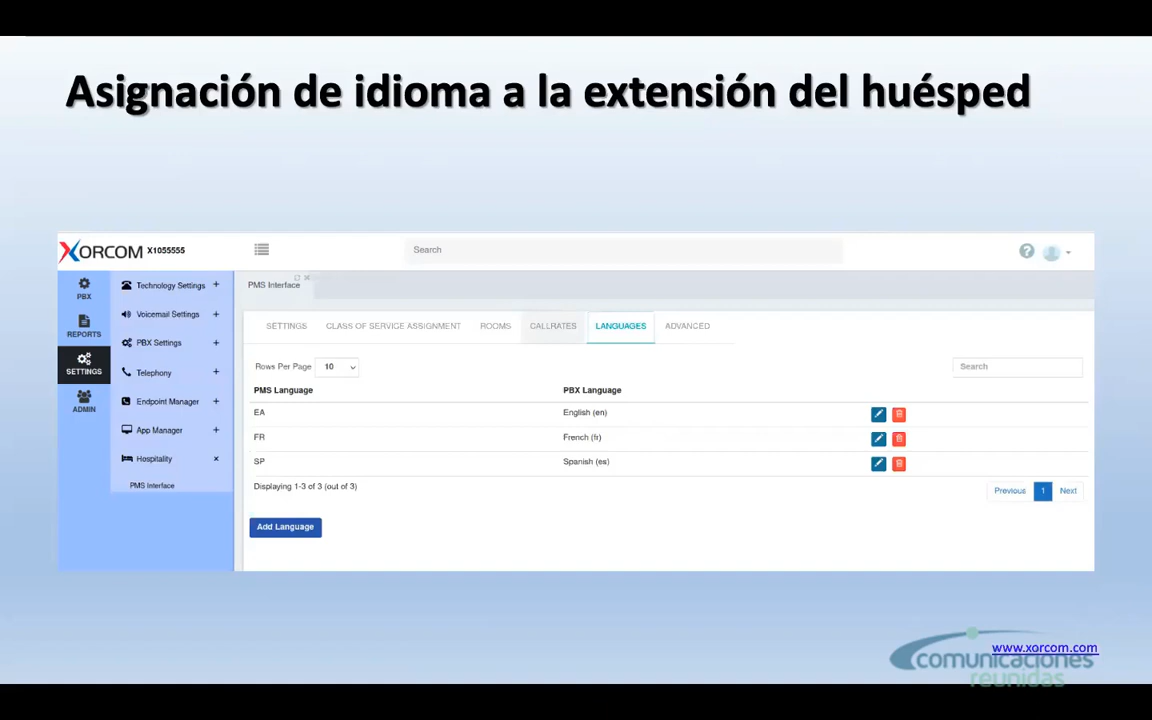 Asignación de idioma a la extensión del huésped
XORCOM X1055555
Search
PBX
REPORTS
SETTINGS
ADMIN
Technology Settings +
Voicemail Settings +
PBX Settings +
Telephony +
Endpoint Manager +
App Manager +
Hospitality ×
PMS Interface
PMS Interface
SETTINGS CLASS OF SERVICE ASSIGNMENT ROOMS CALLRATES LANGUAGES ADVANCED
Rows Per Page 10 Search
PMS Language PBX Language
EA English (en)
FR French (fr)
SP Spanish (es)
Displaying 1-3 of 3 (out of 3)
Previous 1 Next
Add Language
www.xorcom.com
comunicaciones
reunidas